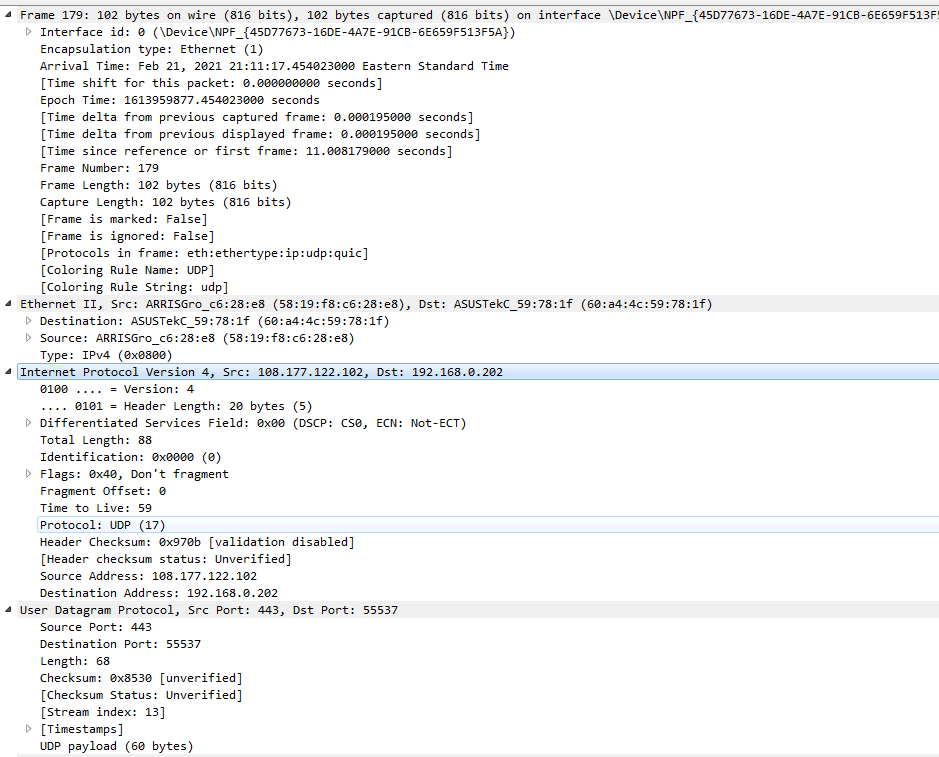 Frame 179: 102 bytes on wire (816 bits), 102 bytes captured (816 bits) on interface \Device\NPF_{45D77673-16DE-4A7E-91CB-6E659F513F5
Interface id: 0 (\Device\NPF_{45D77673-16DE-4A7E-91CB-6E659F513F5A})
Encapsulation type: Ethernet (1)
Arrival Time: Feb 21, 2021 21:11:17.454023000 Eastern Standard Time
[Time shift for this packet: 0.000000000 seconds]
Epoch Time: 1613959877.454023000 seconds
[Time delta from previous captured frame: 0.000195000 seconds]
[Time delta from previous displayed frame: 0.000195000 seconds]
[Time since reference or first frame: 11.008179000 seconds]
Frame Number: 179
Frame Length: 102 bytes (816 bits)
Capture Length: 102 bytes (816 bits)
[Frame is marked: False]
[Frame is ignored: False]
[Protocols in frame: eth:ethertype:ip:udp:quic]
[Coloring Rule Name: UDP]
[Coloring Rule String: udp]
Ethernet II, Src: ARRISGro_c6:28:e8 (58:19:f8:c6:28:e8), Dst: ASUSTekC_59:78:1f (60:a4:4c:59:78:1f)
Destination: ASUSTekC_59:78:1f (60:a4:4c:59:78:1f)
Source: ARRISGro_c6:28:e8 (58:19:f8:c6:28:e8)
Type: IPv4 (0x0800)
Internet Protocol Version 4, Src: 108.177.122.102, Dst: 192.168.0.202
0100 .... = Version: 4
.... 0101 = Header Length: 20 bytes (5)
Differentiated Services Field: 0x00 (DSCP: CS0, ECN: Not-ECT)
Total Length: 88
Identification: 0x0000 (0)
Flags: 0x40, Don't fragment
Fragment Offset: 0
Time to Live: 59
Protocol: UDP (17)
Header Checksum: 0x970b [validation disabled]
[Header checksum status: Unverified]
Source Address: 108.177.122.102
Destination Address: 192.168.0.202
User Datagram Protocol, Src Port: 443, Dst Port: 55537
Source Port: 443
Destination Port: 55537
Length: 68
Checksum: 0x8530 [unverified]
[Checksum Status: Unverified]
[Stream index: 13]
[Timestamps]
UDP payload (60 bytes)